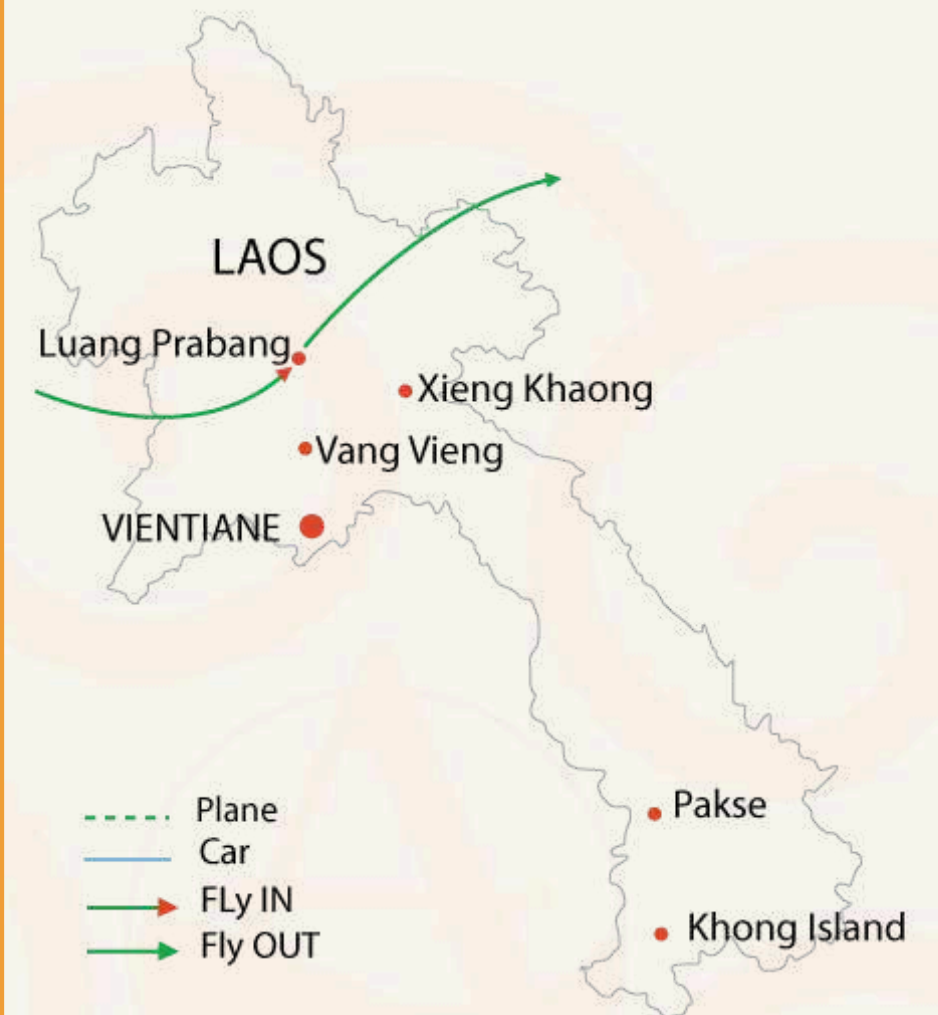 LAOS
Luang Prabang
Xieng Khaong
Vang Vieng
VIENTIANE
Pakse
Khong Island
Plane
Car
FLy IN
Fly OUT